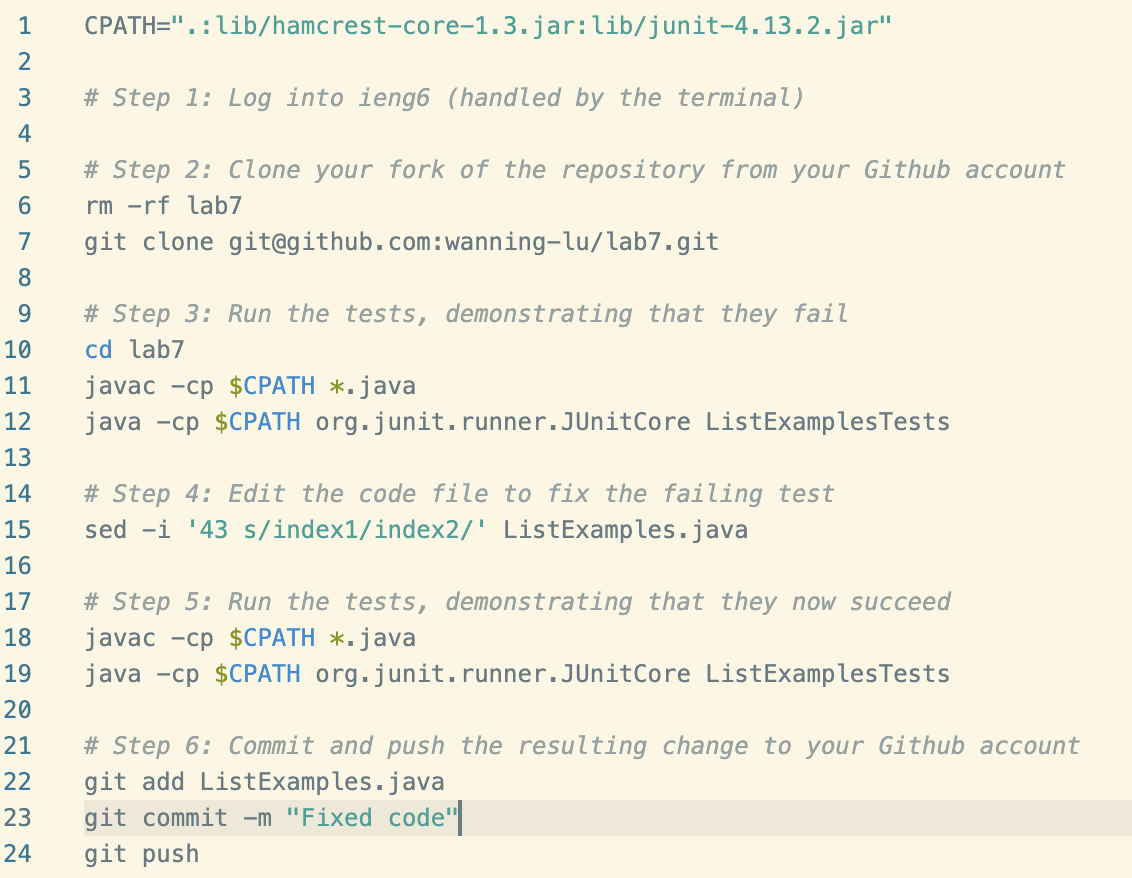 1 CPATH=".:lib/hamcrest-core-1.3.jar:lib/junit-4.13.2.jar"
2
3 # Step 1: Log into ieng6 (handled by the terminal)
4
5 # Step 2: Clone your fork of the repository from your Github account
6 rm -rf lab7
7 git clone git@github.com:wanning-lu/lab7.git
8
9 # Step 3: Run the tests, demonstrating that they fail
10 cd lab7
11 javac -cp $CPATH *.java
12 java -cp $CPATH org.junit.runner.JUnitCore ListExamplesTests
13
14 # Step 4: Edit the code file to fix the failing test
15 sed -i '43 s/index1/index2/' ListExamples.java
16
17 # Step 5: Run the tests, demonstrating that they now succeed
18 javac -cp $CPATH *.java
19 java -cp $CPATH org.junit.runner.JUnitCore ListExamplesTests
20
21 # Step 6: Commit and push the resulting change to your Github account
22 git add ListExamples.java
23 git commit -m "Fixed code"
24 git push